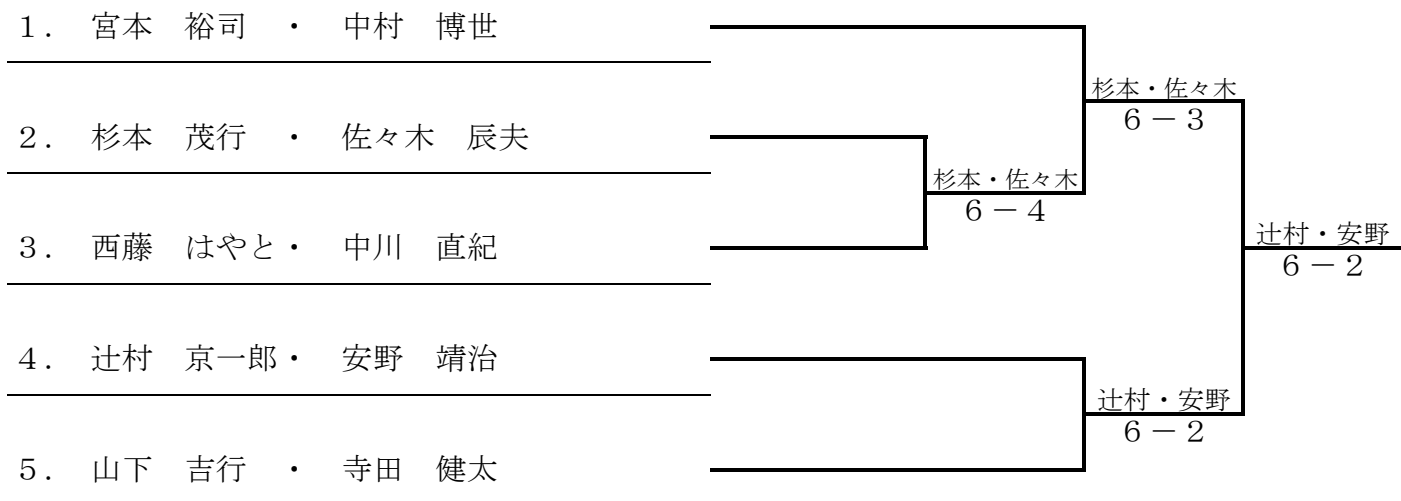 １． 宮本　裕司　・　中村　博世
杉本・佐々木
６－３
２． 杉本　茂行　・　佐々木　辰夫
杉本・佐々木
６－４
３． 西藤　はやと・　中川　直紀
辻村・安野
６－２
４． 辻村　京一郎・　安野　靖治
辻村・安野
６－２
５． 山下　吉行　・　寺田　健太